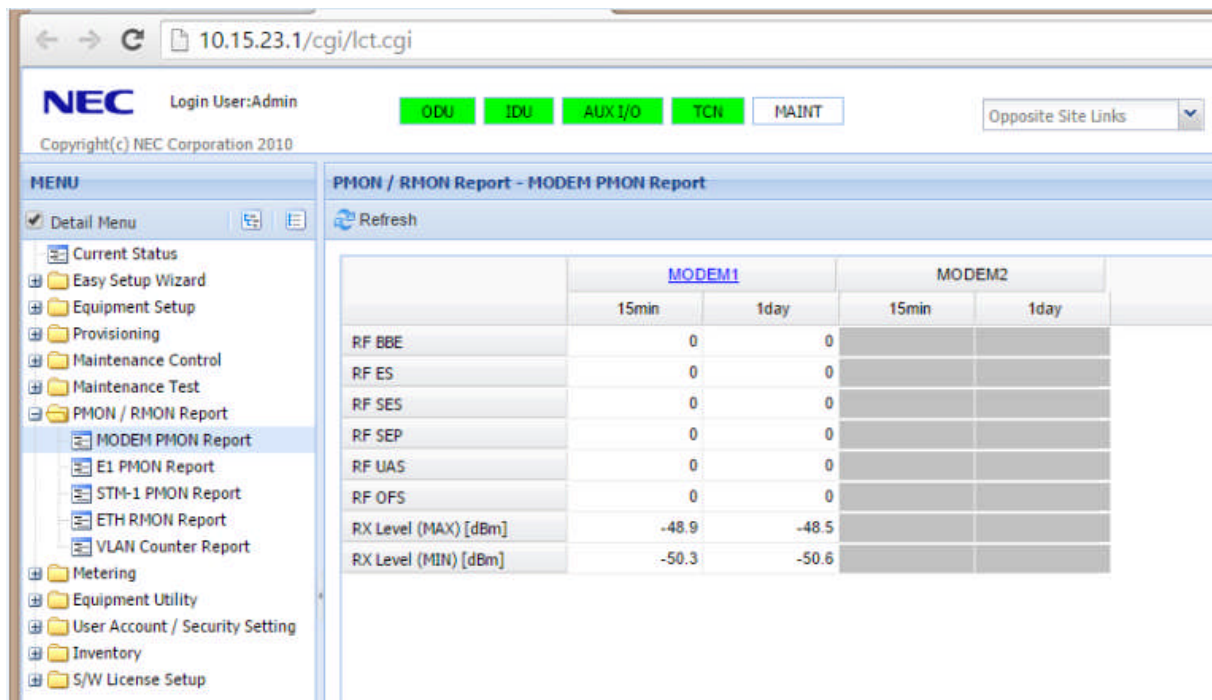 10.15.23.1/cgi/lct.cgi
NEC Login User:Admin
ODU IDU AUX I/O TCN MAINT Opposite Site Links
Copyright(c) NEC Corporation 2010
MENU
Detail Menu
Current Status
Easy Setup Wizard
Equipment Setup
Provisioning
Maintenance Control
Maintenance Test
PMON / RMON Report
MODEM PMON Report
E1 PMON Report
STM-1 PMON Report
ETH RMON Report
VLAN Counter Report
Metering
Equipment Utility
User Account / Security Setting
Inventory
S/W License Setup
PMON / RMON Report - MODEM PMON Report
Refresh
MODEM1 MODEM2
15min 1day 15min 1day
RF BBE 0 0
RF ES 0 0
RF SES 0 0
RF SEP 0 0
RF UAS 0 0
RF OFS 0 0
RX Level (MAX) [dBm] -48.9 -48.5
RX Level (MIN) [dBm] -50.3 -50.6